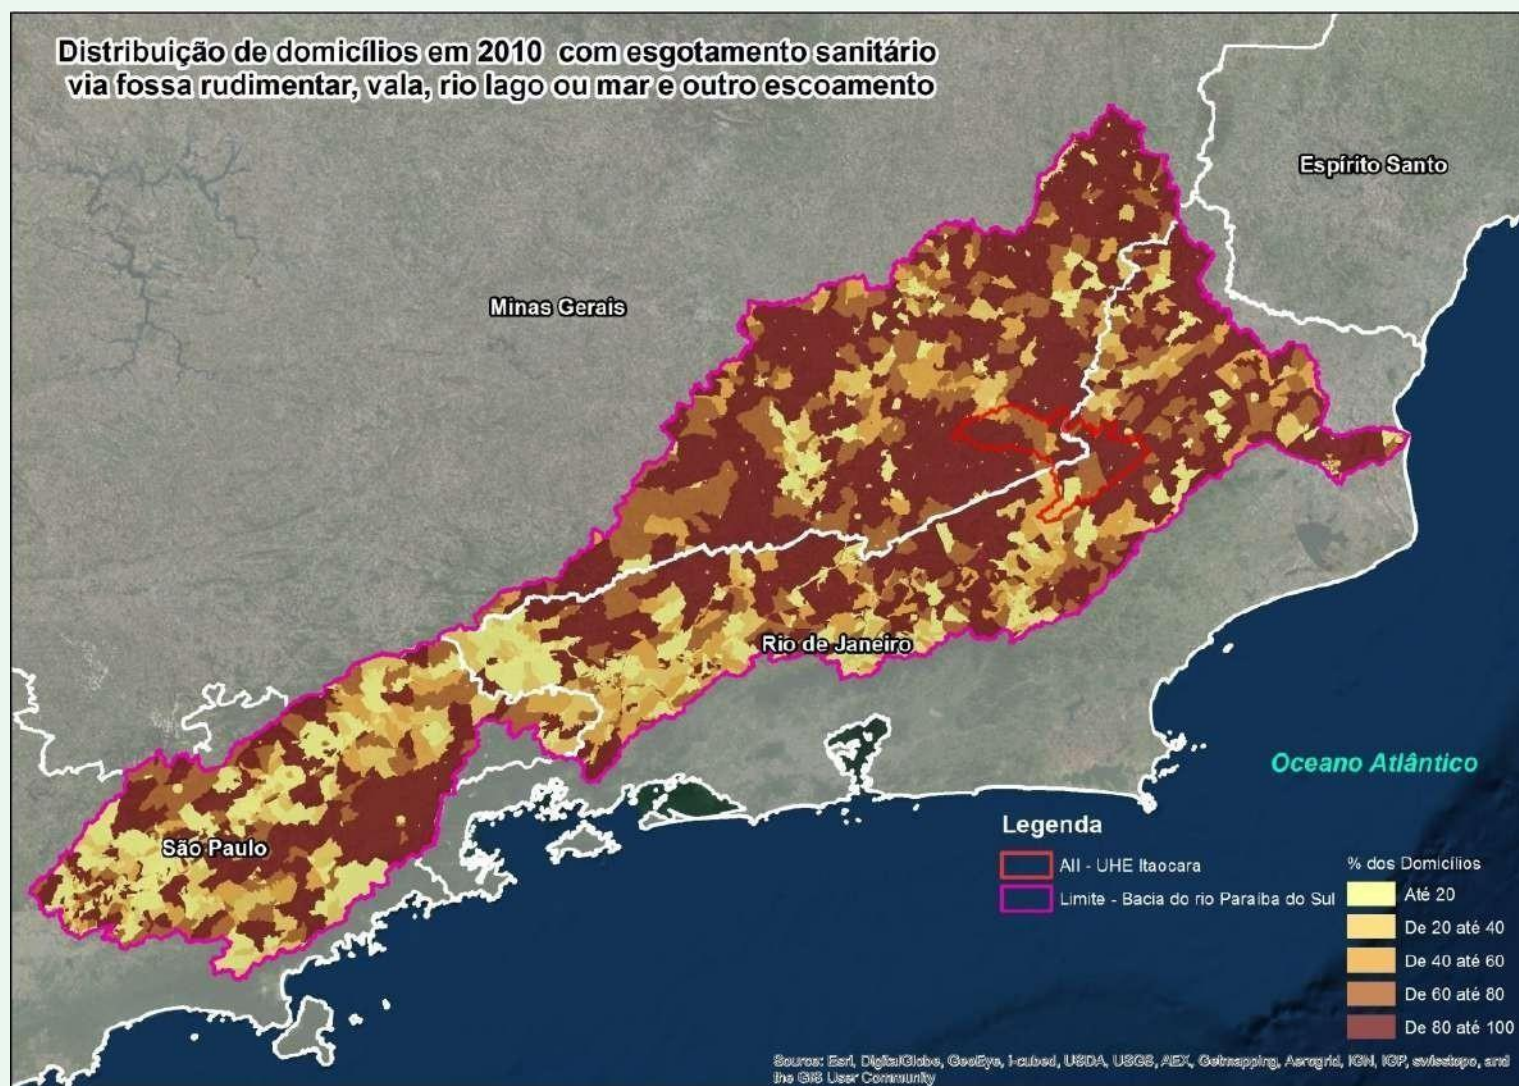 Distribuição de domicílios em 2010 com esgotamento sanitário
via fossa rudimentar, vala, rio lago ou mar e outro escoamento
Espírito Santo
Minas Gerais
Rio de Janeiro
São Paulo
Oceano Atlântico
Legenda
AII - UHE Itaocara
Limite - Bacia do rio Paraíba do Sul
% dos Domicílios
Até 20
De 20 até 40
De 40 até 60
De 60 até 80
De 80 até 100
Source: Esri, DigitalGlobe, GeoEye, i-cubed, USDA, USGS, AEX, Getmapping, Aerogrid, IGN, IGP, swisstopo, and
the GIS User Community